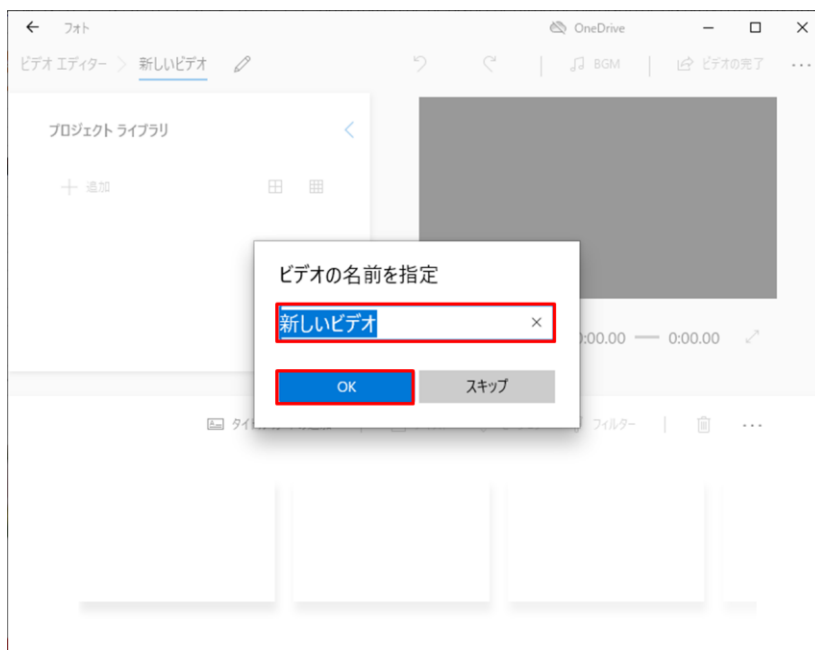 フォト
OneDrive
ビデオ エディター > 新しいビデオ
BGM
ビデオの完了
プロジェクト ライブラリ
追加
ビデオの名前を指定
新しいビデオ
OK
スキップ
0:00.00
0:00.00
フィルター